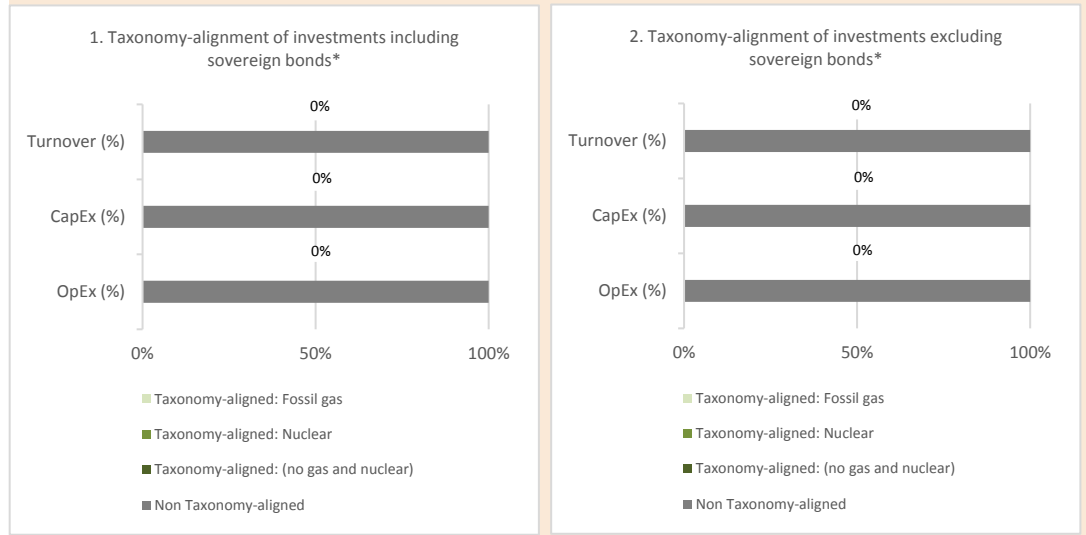 1. Taxonomy-alignment of investments including
sovereign bonds*
0%
Turnover (%)
0%
CapEx (%)
0%
OpEx (%)
0%
50%
100%
Taxonomy-aligned: Fossil gas
Taxonomy-aligned: Nuclear
Taxonomy-aligned: (no gas and nuclear)
Non Taxonomy-aligned
2. Taxonomy-alignment of investments excluding
sovereign bonds*
0%
Turnover (%)
0%
CapEx (%)
0%
OpEx (%)
0%
50%
100%
Taxonomy-aligned: Fossil gas
Taxonomy-aligned: Nuclear
Taxonomy-aligned: (no gas and nuclear)
Non Taxonomy-aligned